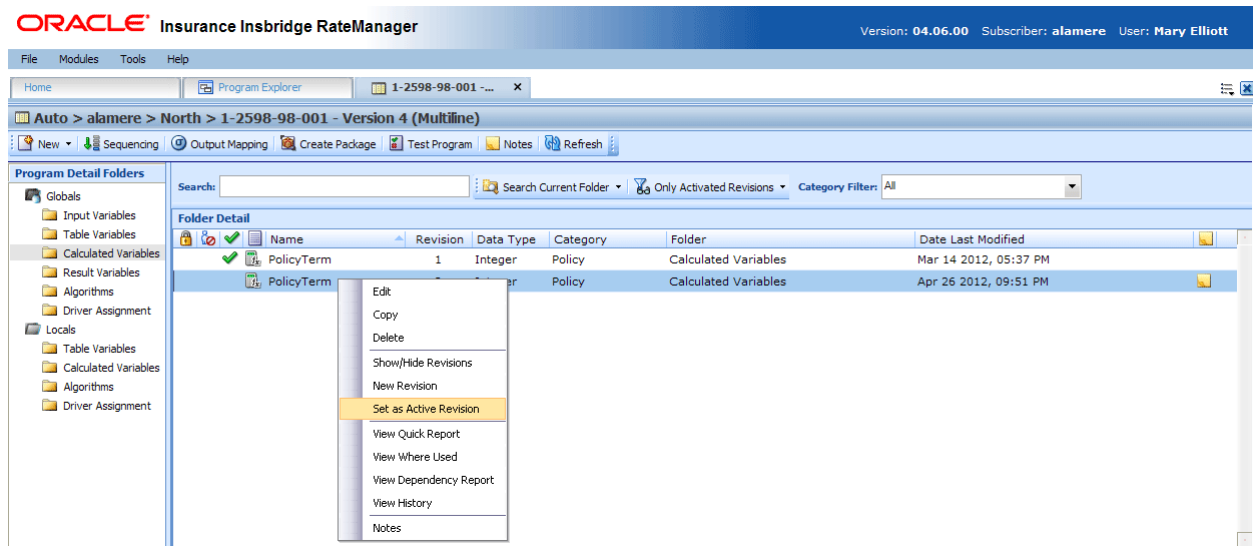 ORACLE® Insurance Insbridge RateManager
Version: 04.06.00 Subscriber: alamere User: Mary Elliott
File Modules Tools Help
Home Program Explorer 1-2598-98-001 -... X
Auto > alamere > North > 1-2598-98-001 - Version 4 (Multiline)
New Sequencing Output Mapping Create Package Test Program Notes Refresh
Program Detail Folders
Globals
Input Variables
Table Variables
Calculated Variables
Result Variables
Algorithms
Driver Assignment
Locals
Table Variables
Calculated Variables
Algorithms
Driver Assignment
Search: Search Current Folder Only Activated Revisions Category Filter: All
Folder Detail
Name Revision Data Type Category Folder Date Last Modified
PolicyTerm 1 Integer Policy Calculated Variables Mar 14 2012, 05:37 PM
PolicyTerm Policy Calculated Variables Apr 26 2012, 09:51 PM
Edit
Copy
Delete
Show/Hide Revisions
New Revision
Set as Active Revision
View Quick Report
View Where Used
View Dependency Report
View History
Notes